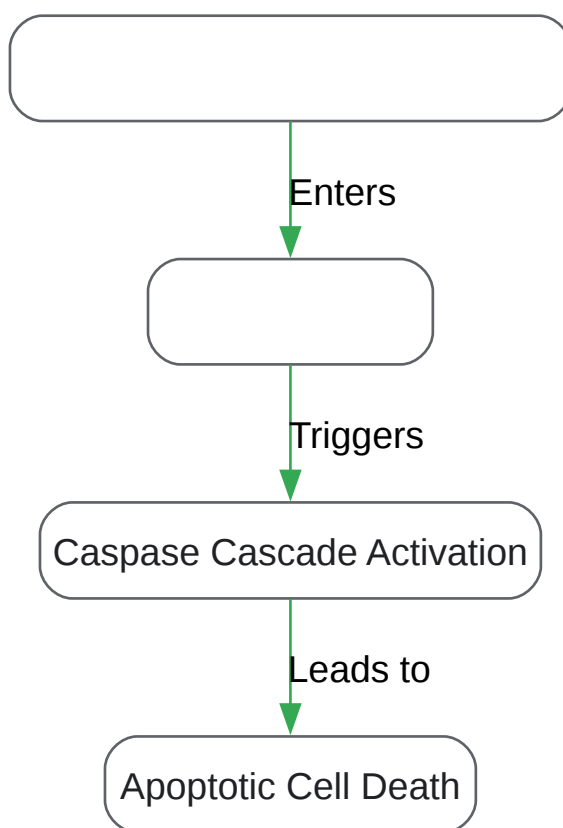 Enters
Triggers
Caspase Cascade Activation
Leads to
Apoptotic Cell Death